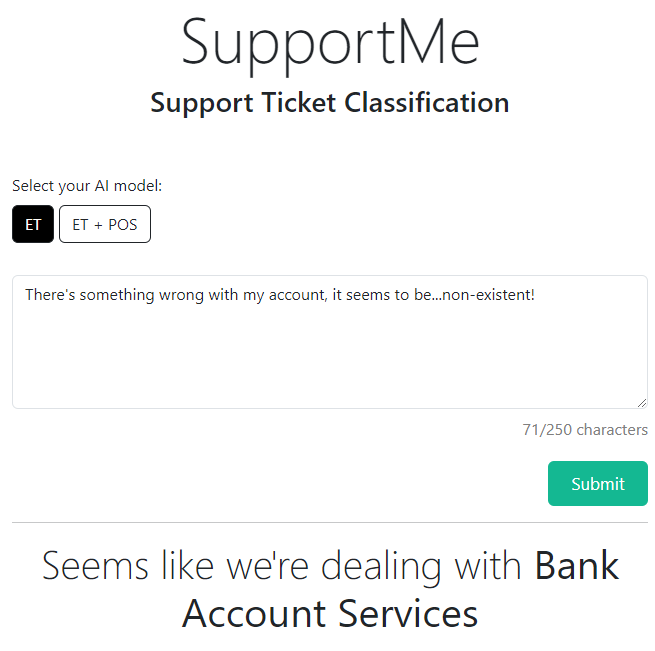 SupportMe
Support Ticket Classification
Select your AI model:
ET
ET + POS
There's something wrong with my account, it seems to be...non-existent!
71/250 characters
Submit
Seems like we're dealing with Bank
Account Services